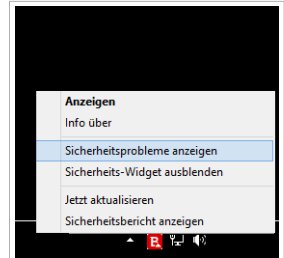 Anzeigen
Info über
Sicherheitsprobleme anzeigen
Sicherheits-Widget ausblenden
Jetzt aktualisieren
Sicherheitsbericht anzeigen
B